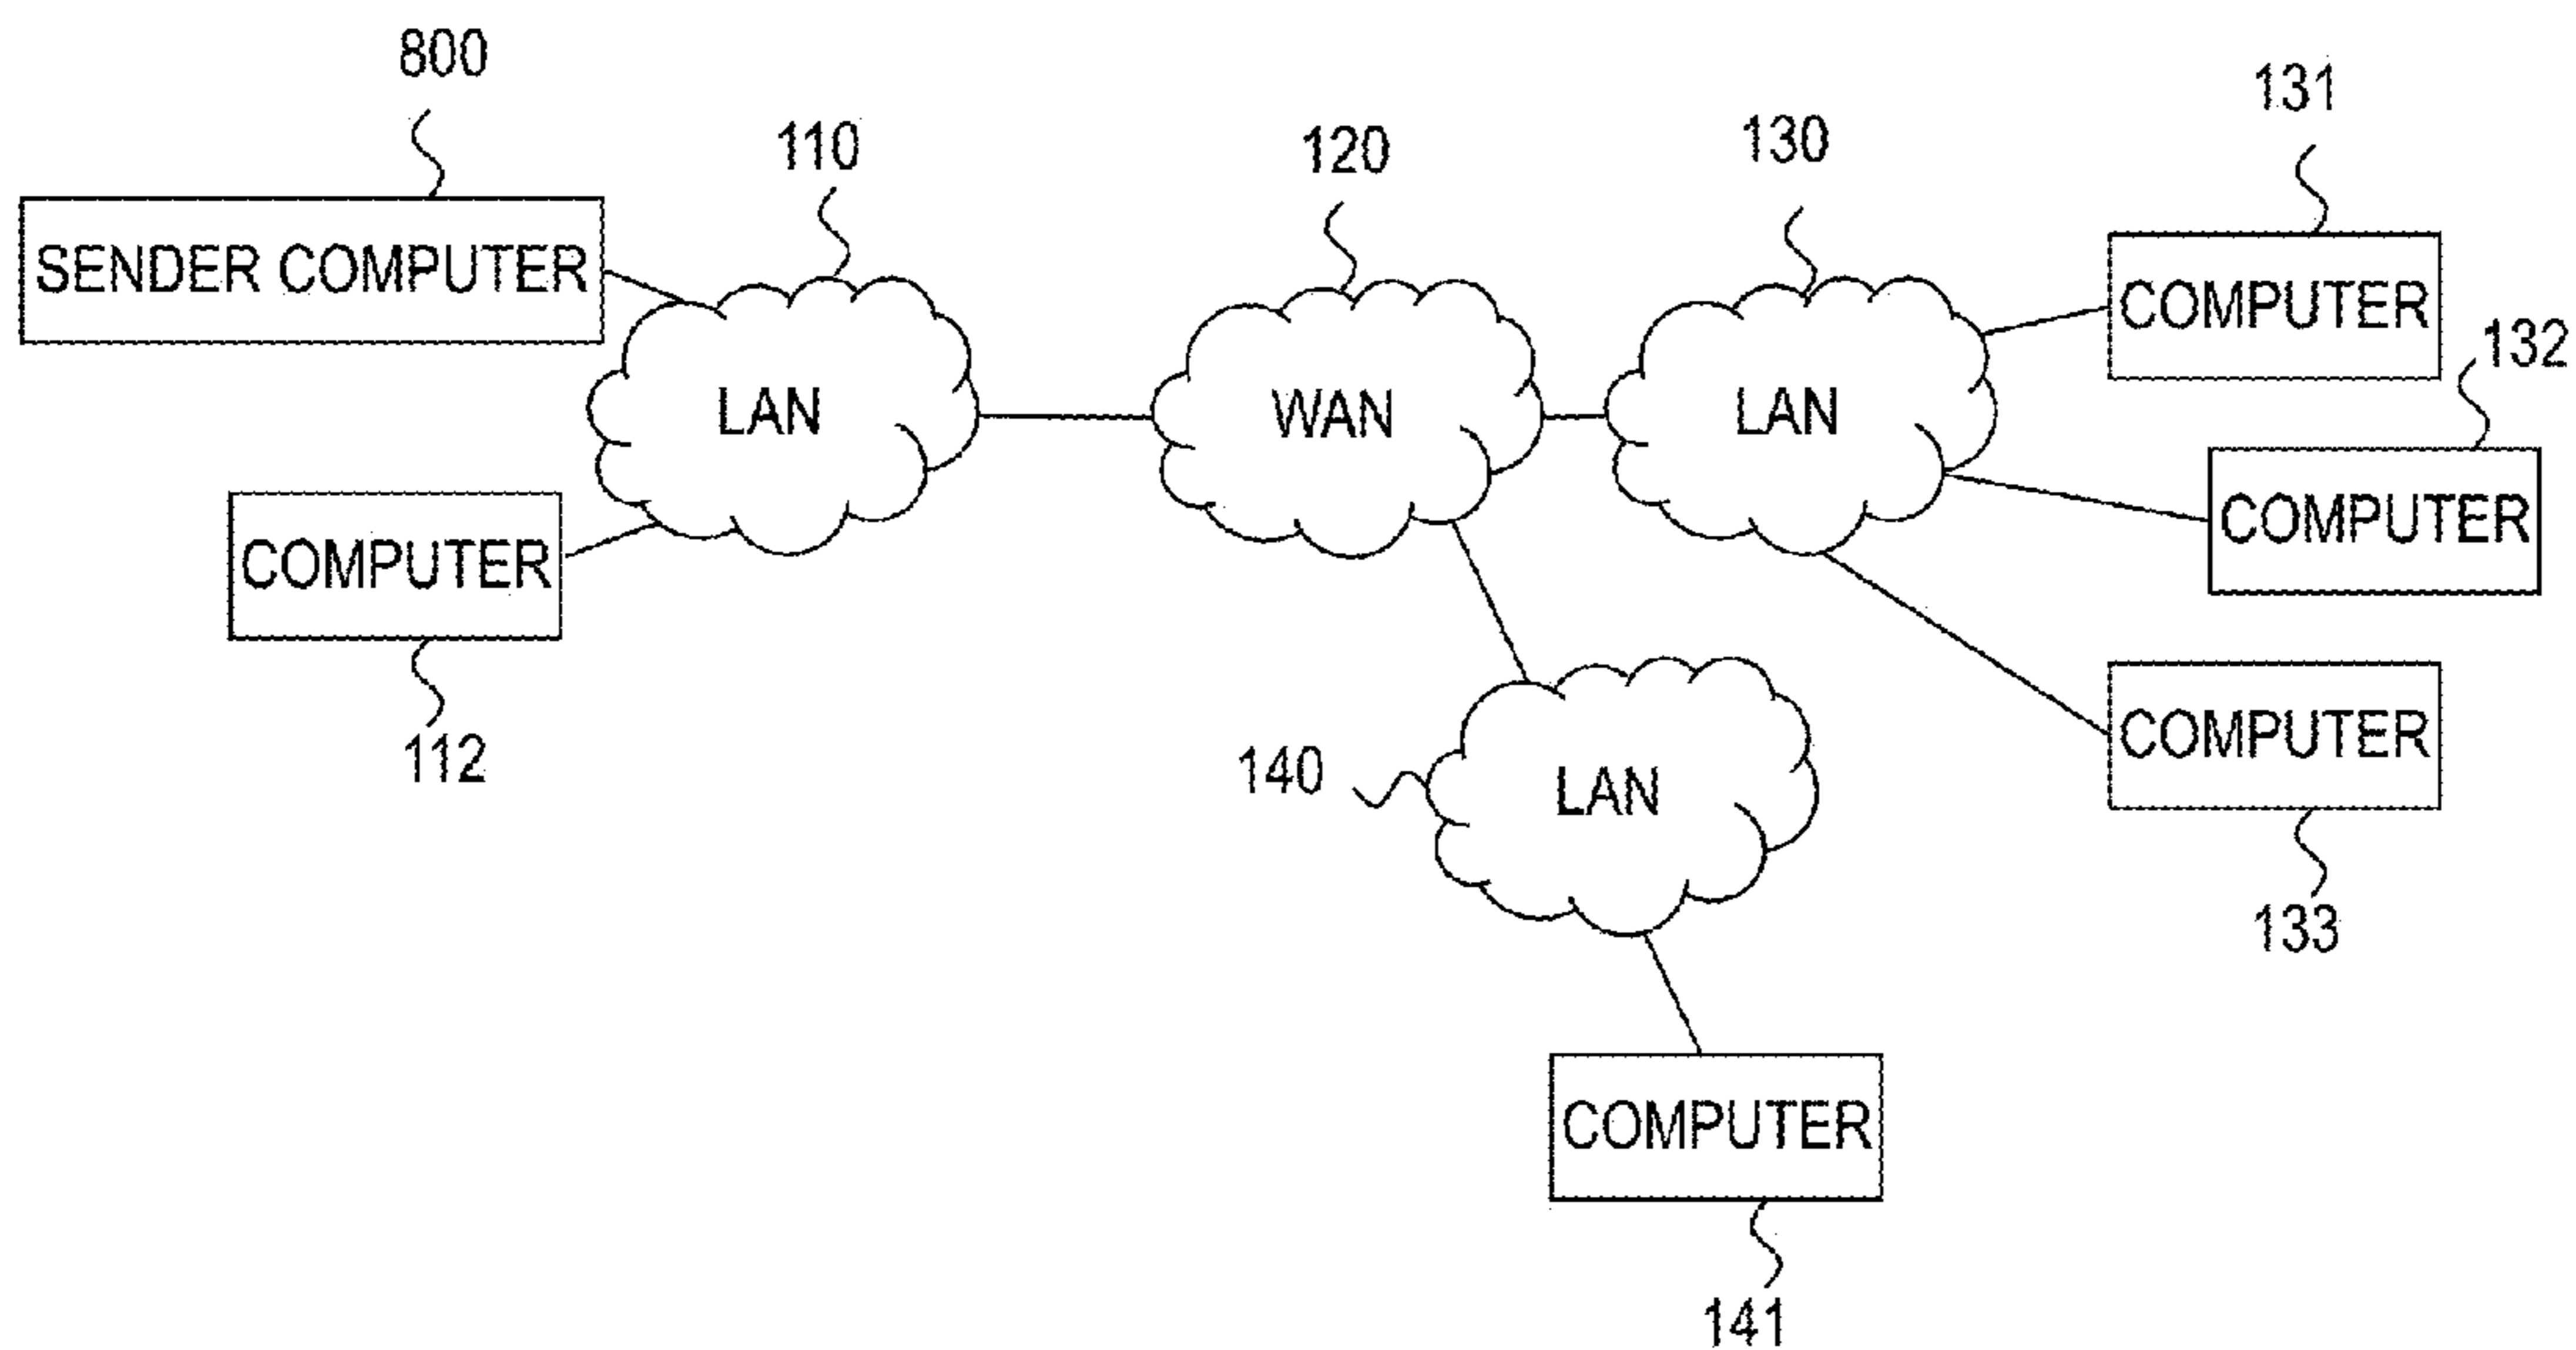 800
131
110
120
130
SENDER COMPUTER
COMPUTER
132
LAN
WAN
LAN
COMPUTER
COMPUTER
112
COMPUTER
140
LAN
133
COMPUTER
141